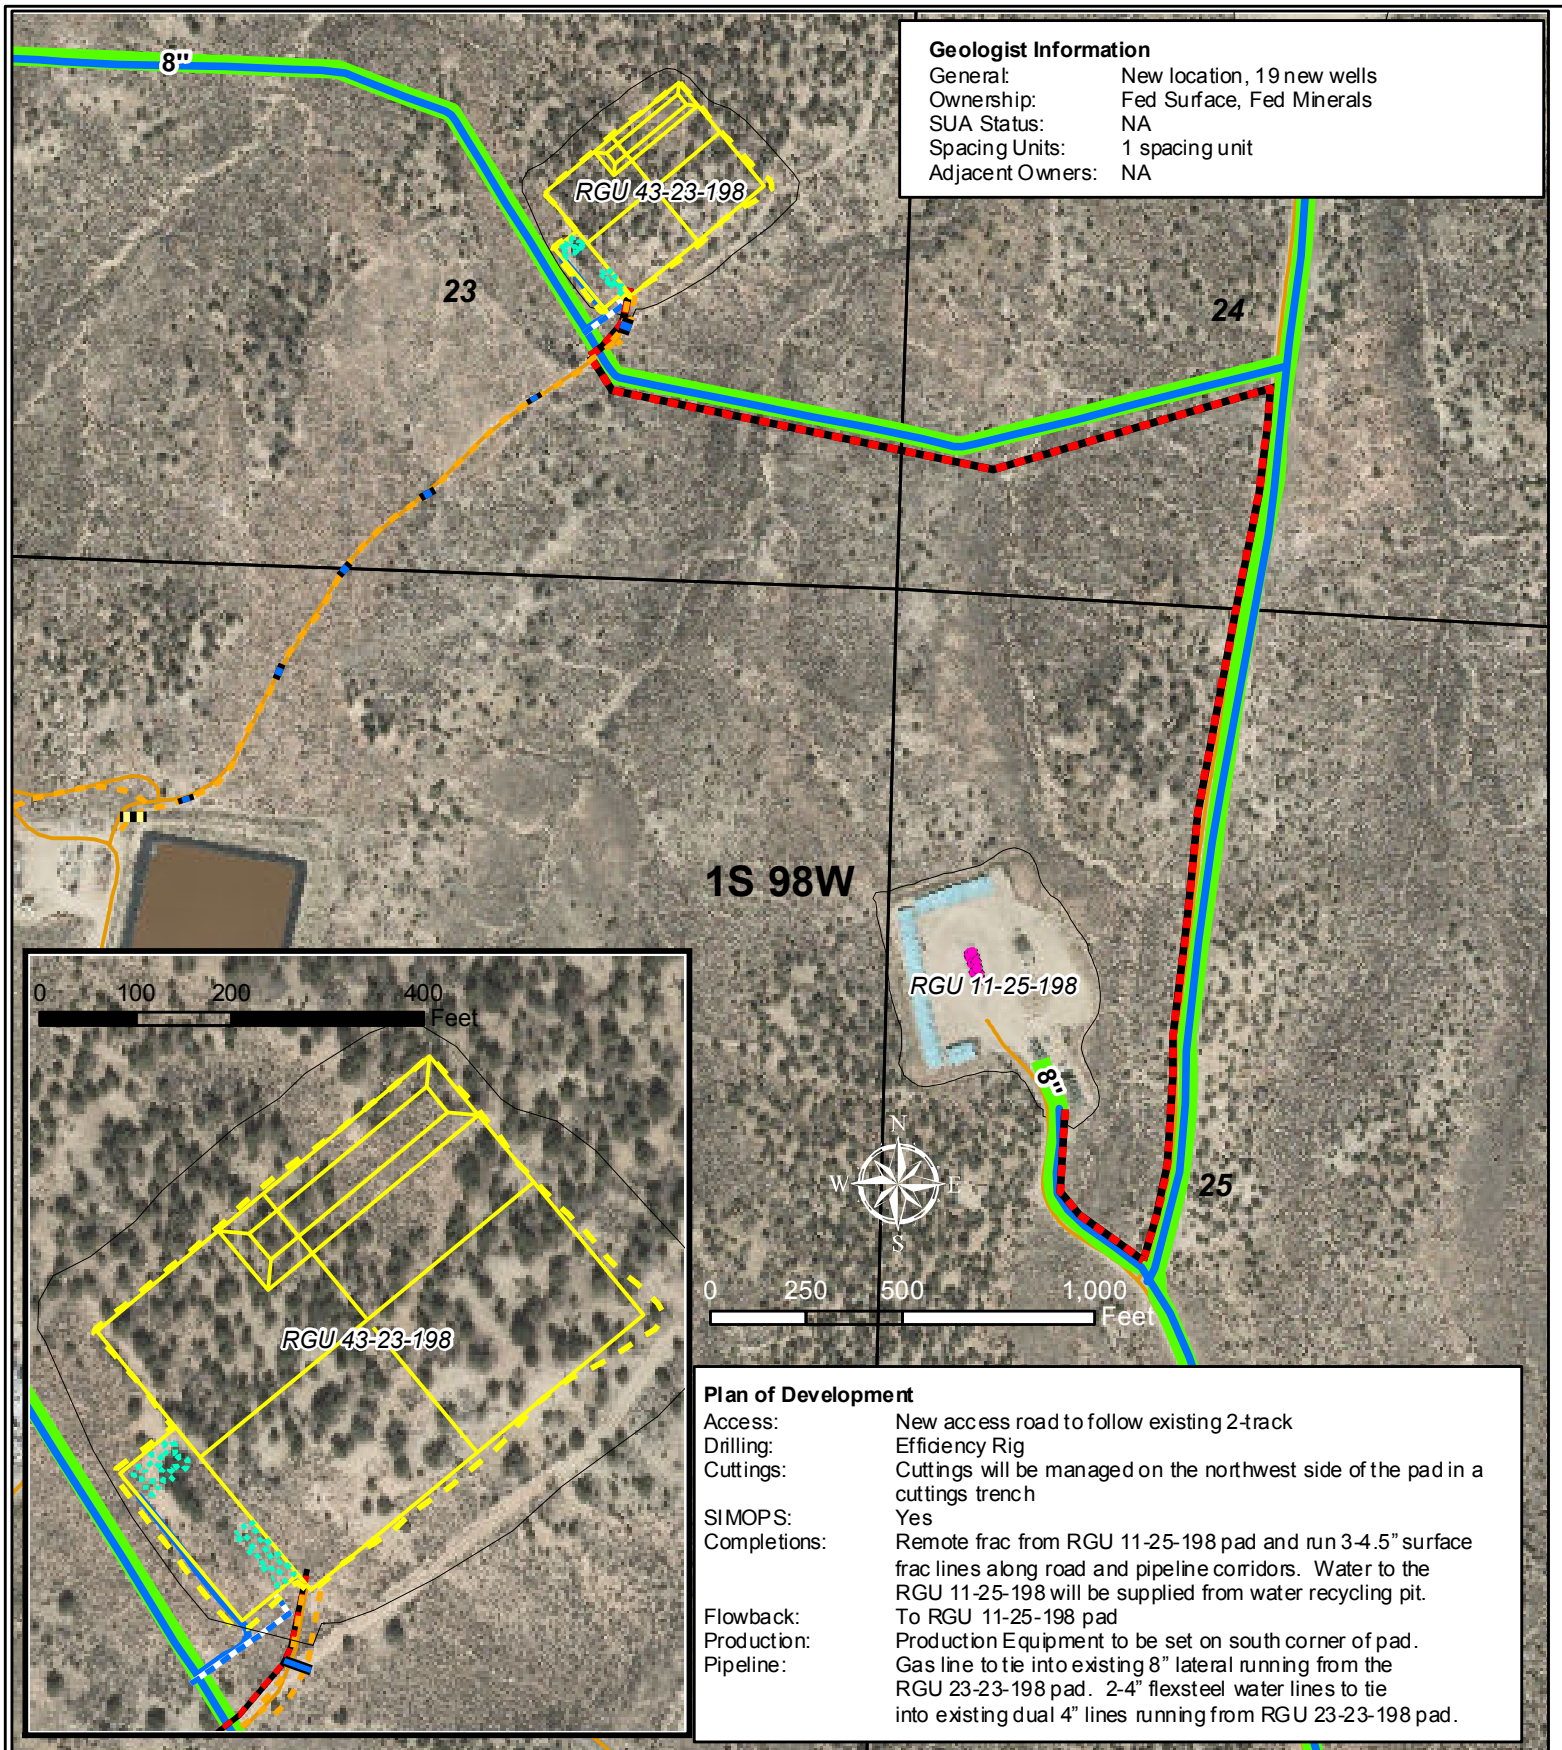 8"
Geologist Information
General: New location, 19 new wells
Ownership: Fed Surface, Fed Minerals
SUA Status: NA
Spacing Units: 1 spacing unit
Adjacent Owners: NA
RGU 43-23-198
23
24
1S 98W
RGU 11-25-198
8"
25
N
W E
S
0 250 500 1,000
Feet
0 100 200 400
Feet
RGU 43-23-198
Plan of Development
Access: New access road to follow existing 2-track
Drilling: Efficiency Rig
Cuttings: Cuttings will be managed on the northwest side of the pad in a
cuttings trench
SIMOPS: Yes
Completions: Remote frac from RGU 11-25-198 pad and run 3-4.5” surface
frac lines along road and pipeline corridors. Water to the
RGU 11-25-198 will be supplied from water recycling pit.
Flowback: To RGU 11-25-198 pad
Production: Production Equipment to be set on south corner of pad.
Pipeline: Gas line to tie into existing 8” lateral running from the
RGU 23-23-198 pad. 2-4” flexsteel water lines to tie
into existing dual 4” lines running from RGU 23-23-198 pad.